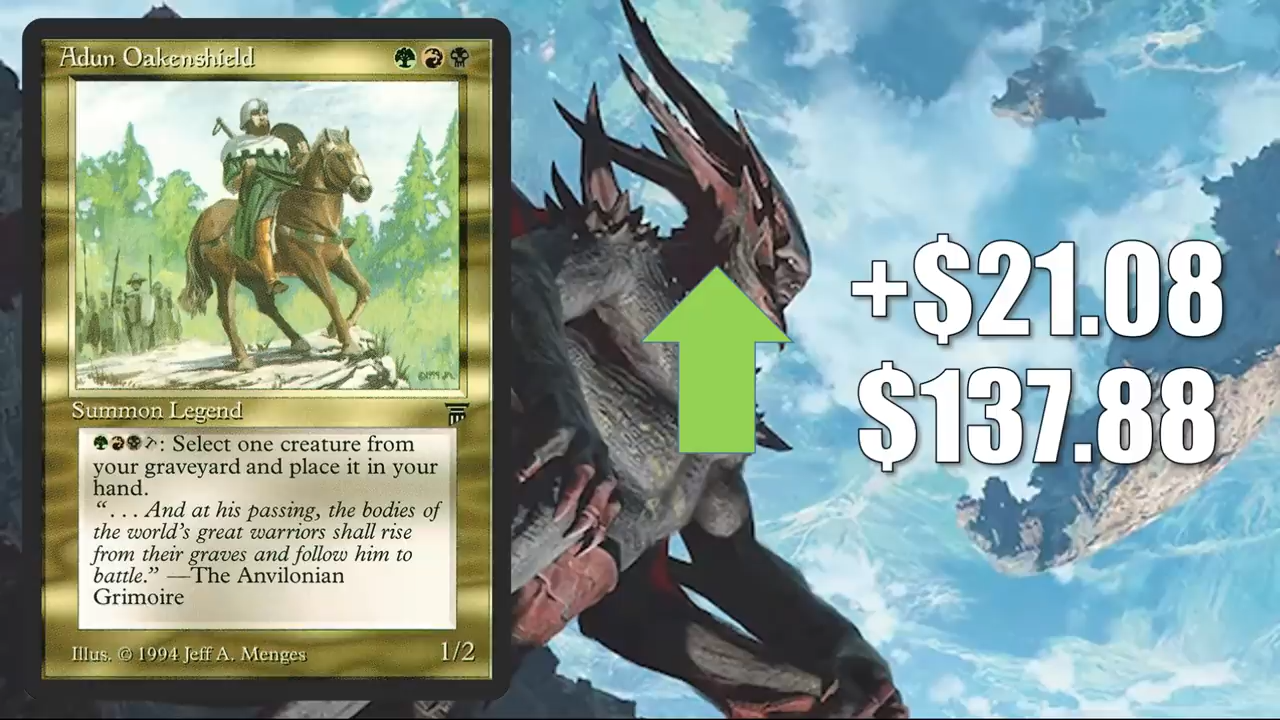 Adun Oakenshield
Summon Legend
: Select one creature from
your graveyard and place it in your
hand.
“. . . And at his passing, the bodies of
the world's great warriors shall rise
from their graves and follow him to
battle.” —The Anvilonian
Grimoire
Illus. © 1994 Jeff A. Menges
1/2
+$21.08
$137.88